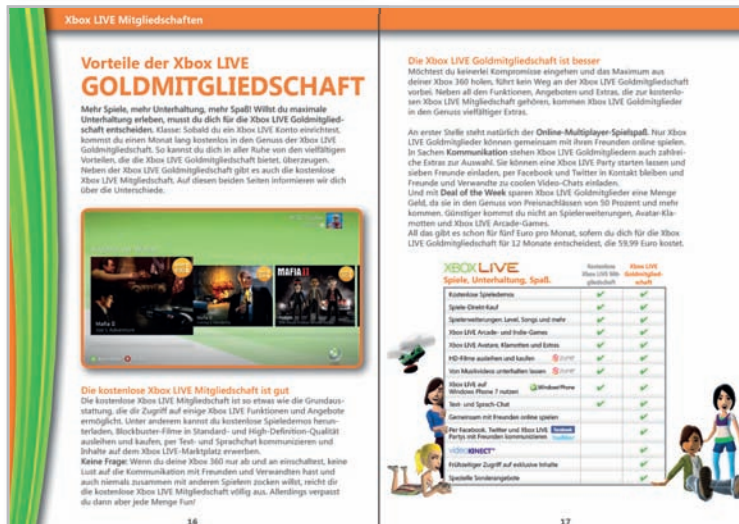 Xbox LIVE Mitgliedschaften
Vorteile der Xbox LIVE
GOLDMITGLIEDSCHAFT
Mehr Spiele, mehr Unterhaltung, mehr Spaß! Willst du maximale
Unterhaltung erleben, musst du dich für die Xbox LIVE Goldmitglied-
schaft entscheiden. Klasse: Sobald du ein Xbox LIVE Konto einrichtest,
kommst du einen Monat lang kostenlos in den Genuss der Xbox LIVE
Goldmitgliedschaft. So kannst du dich in aller Ruhe von den vielfältigen
Vorteilen, die die Xbox LIVE Goldmitgliedschaft bietet, überzeugen.
Neben der Xbox LIVE Goldmitgliedschaft gibt es auch die kostenlose
Xbox LIVE Mitgliedschaft. Auf diesen beiden Seiten informieren wir dich
über die Unterschiede.
Mafia II
MAFIA II
Die kostenlose Xbox LIVE Mitgliedschaft ist gut
Die kostenlose Xbox LIVE Mitgliedschaft ist so etwas wie die Grundaus-
stattung, die dir Zugriff auf einige Xbox LIVE Funktionen und Angebote
ermöglicht. Unter anderem kannst du kostenlose Spieledemos herun-
terladen, Blockbuster-Filme in Standard- und High-Definition-Qualität
ausleihen und kaufen, per Text- und Sprachchat kommunizieren und
Inhalte auf dem Xbox LIVE-Marktplatz erwerben.
Keine Frage: Wenn du deine Xbox 360 nur ab und an einschaltest, keine
Lust auf die Kommunikation mit Freunden und Verwandten hast und
auch niemals zusammen mit anderen Spielern zocken willst, reicht dir
die kostenlose Xbox LIVE Mitgliedschaft völlig aus. Allerdings verpasst
du dann aber jede Menge Fun!
16
Die Xbox LIVE Goldmitgliedschaft ist besser
Möchtest du keinerlei Kompromisse eingehen und das Maximum aus
deiner Xbox 360 holen, führt kein Weg an der Xbox LIVE Goldmitgliedschaft
vorbei. Neben all den Funktionen, Angeboten und Extras, die zur kostenlo-
sen Xbox LIVE Mitgliedschaft gehören, kommen Xbox LIVE Goldmitglieder
in den Genuss vielfältiger Extras.
An erster Stelle steht natürlich der Online-Multiplayer-Spielspaß. Nur Xbox
LIVE Goldmitglieder können gemeinsam mit ihren Freunden online spielen.
In Sachen Kommunikation stehen Xbox LIVE Goldmitgliedern auch zahlrei-
che Extras zur Auswahl. Sie können eine Xbox LIVE Party starten lassen und
sieben Freunde einladen, per Facebook und Twitter in Kontakt bleiben und
Freunde und Verwandte zu coolen Video-Chats einladen.
Und mit Deal of the Week sparen Xbox LIVE Goldmitglieder eine Menge
Geld, da sie in den Genuss von Preisnachlässen von 50 Prozent und mehr
kommen. Günstiger kommst du nicht an Spielerweiterungen, Avatar-Kla-
motten und Xbox LIVE Arcade-Games.
All das gibt es schon für fünf Euro pro Monat, sofern du dich für die Xbox
LIVE Goldmitgliedschaft für 12 Monate entscheidest, die 59,99 Euro kostet.
XBOX LIVE
Spiele, Unterhaltung, Spaß.
Kostenlose
Xbox LIVE Mit-
gliedschaft
Xbox LIVE
Goldmitglied-
schaft
Kostenlose Spieledemos
Spiele-Direkt-Kauf
Spielerweiterungen: Level, Songs und mehr
Xbox LIVE Arcade- und Indie-Games
Xbox LIVE Avatare, Klamotten und Extras
HD-Filme ausleihen und kaufen zune
Von Musikvideos unterhalten lassen zune
Xbox LIVE auf
Windows Phone 7 nutzen Windows Phone
Text- und Sprach-Chat
Gemeinsam mit Freunden online spielen
Per Facebook, Twitter und Xbox LIVE facebook
Partys mit Freunden kommunizieren twitter
video KINECT
Frühzeitiger Zugriff auf exklusive Inhalte
Spezielle Sonderangebote
17